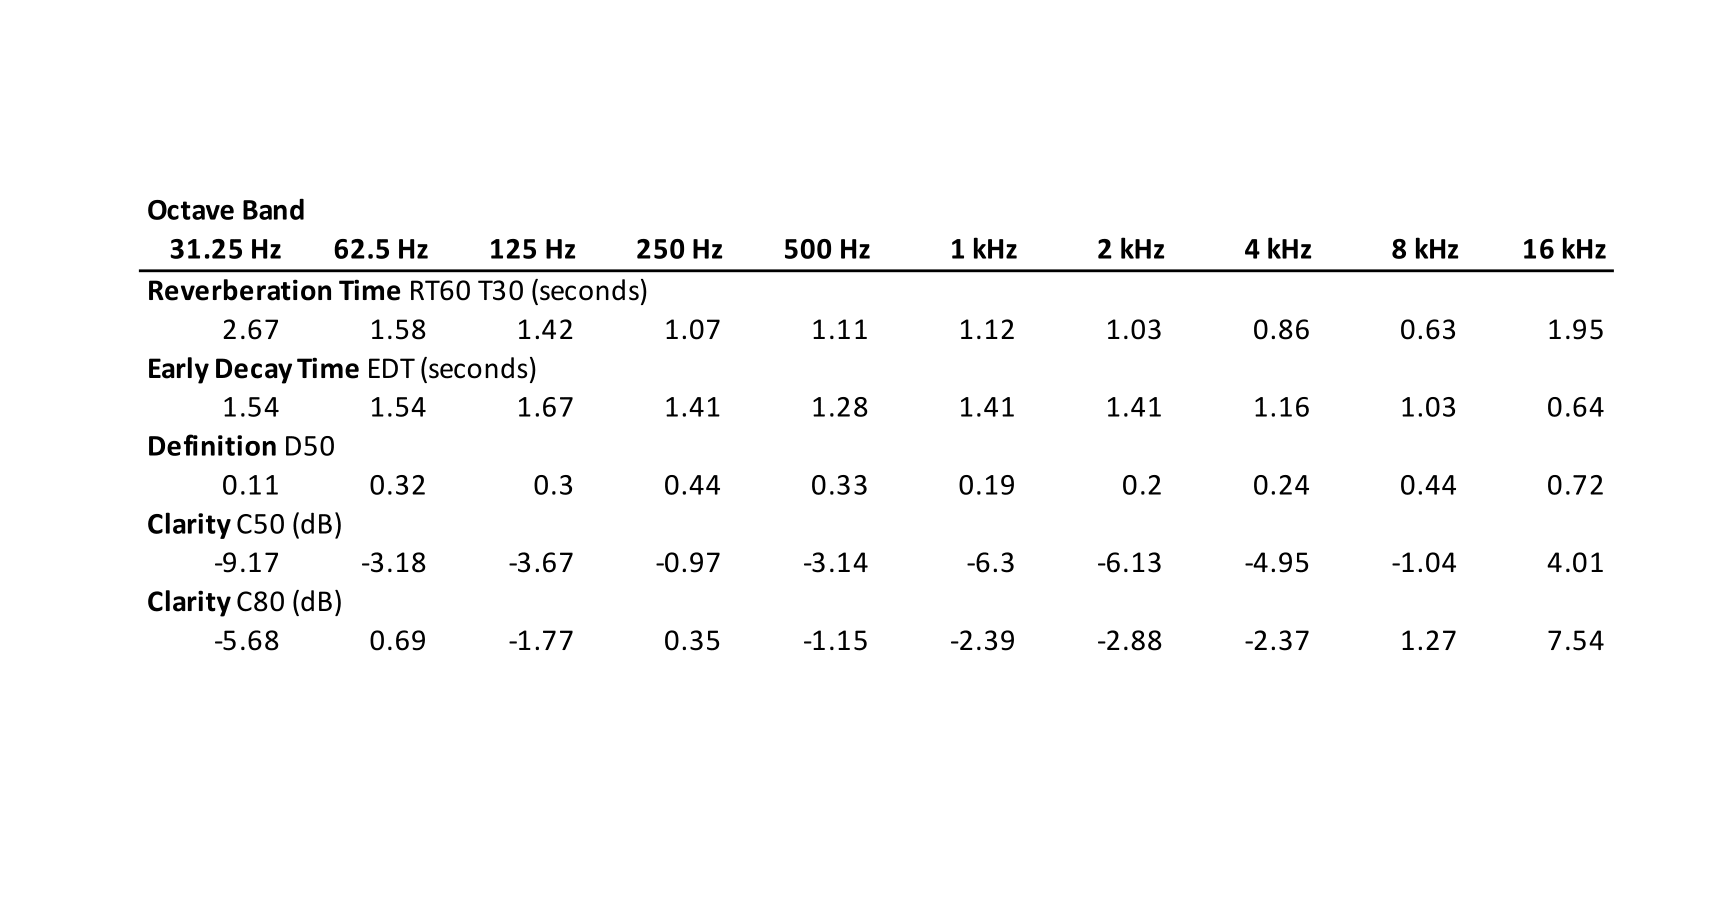 Octave Band
31.25 Hz 62.5 Hz 125 Hz 250 Hz 500 Hz 1 kHz 2 kHz 4 kHz 8 kHz 16 kHz
Reverberation Time RT60 T30 (seconds)
2.67 1.58 1.42 1.07 1.11 1.12 1.03 0.86 0.63 1.95
Early Decay Time EDT (seconds)
1.54 1.54 1.67 1.41 1.28 1.41 1.41 1.16 1.03 0.64
Definition D50
0.11 0.32 0.3 0.44 0.33 0.19 0.2 0.24 0.44 0.72
Clarity C50 (dB)
-9.17 -3.18 -3.67 -0.97 -3.14 -6.3 -6.13 -4.95 -1.04 4.01
Clarity C80 (dB)
-5.68 0.69 -1.77 0.35 -1.15 -2.39 -2.88 -2.37 1.27 7.54